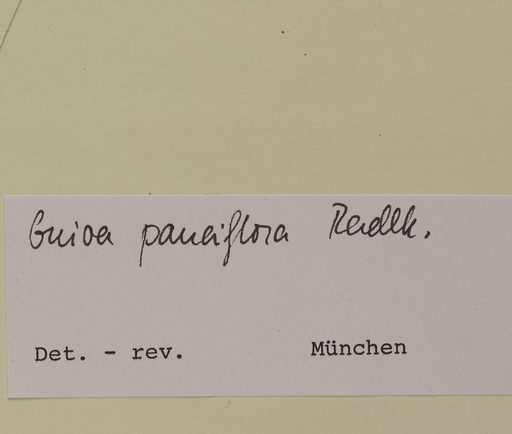 Guioa pauciflora Radlk.
Det. - rev. München